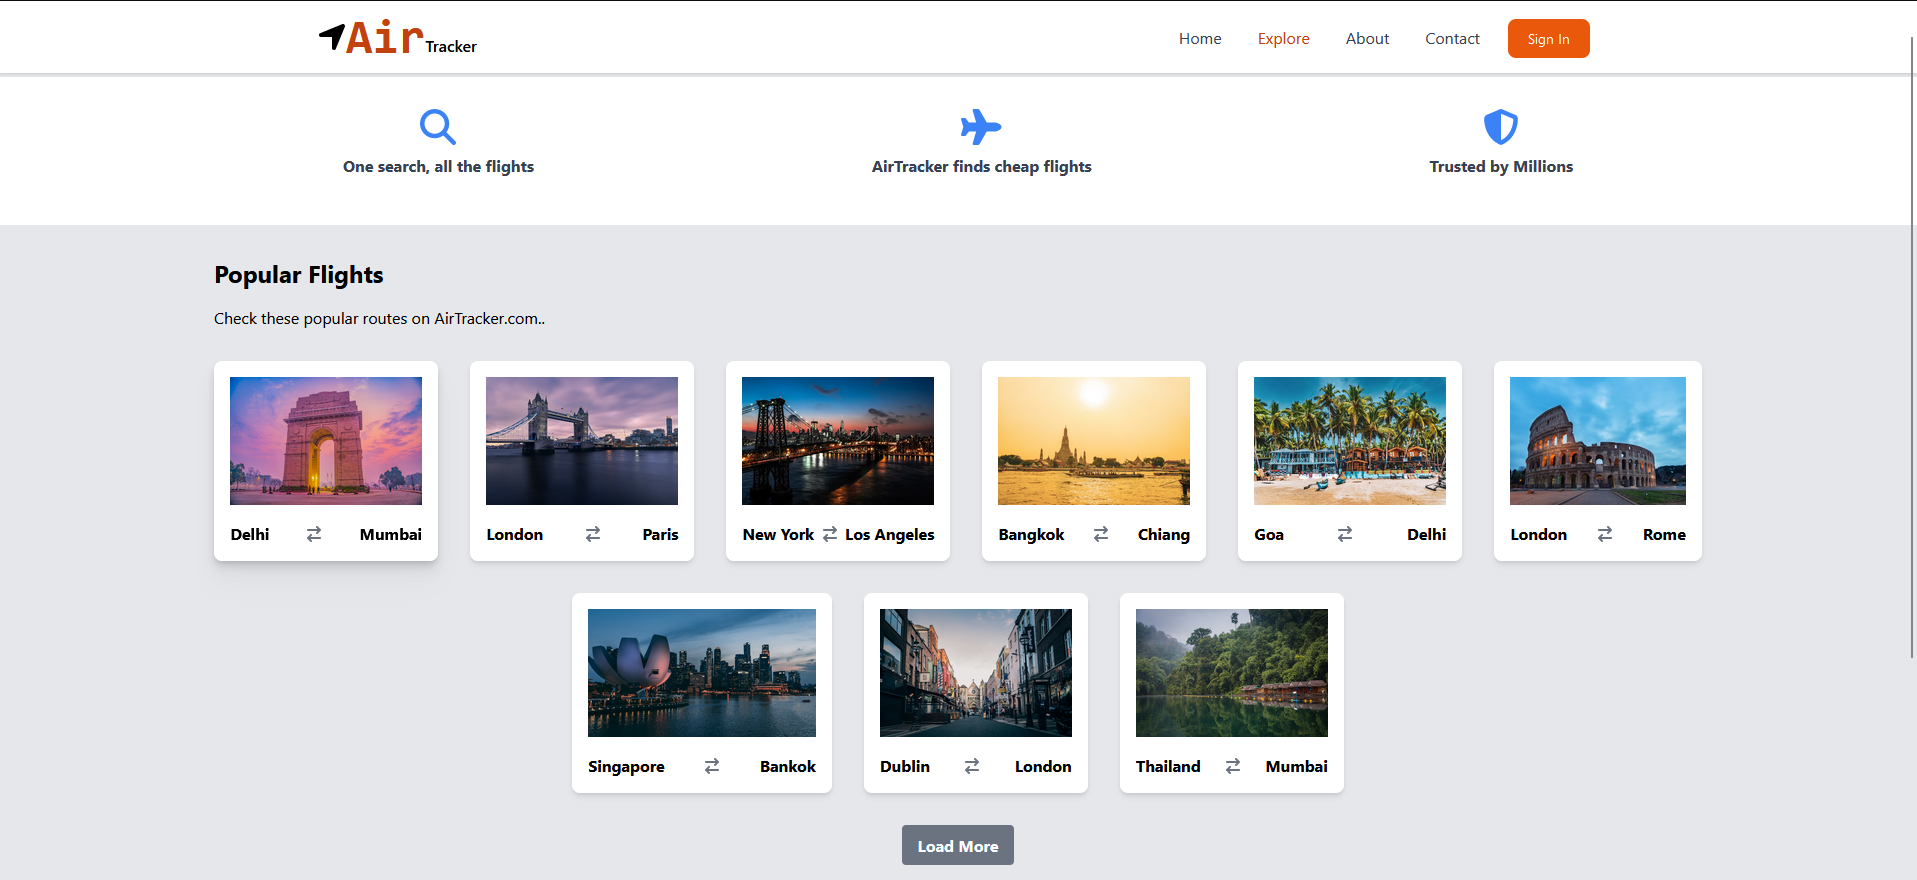 Air Tracker
Home Explore About Contact Sign In
One search, all the flights
AirTracker finds cheap flights
Trusted by Millions
Popular Flights
Check these popular routes on AirTracker.com..
Delhi Mumbai
London Paris
New York Los Angeles
Bangkok Chiang
Goa Delhi
London Rome
Singapore Bankok
Dublin London
Thailand Mumbai
Load More